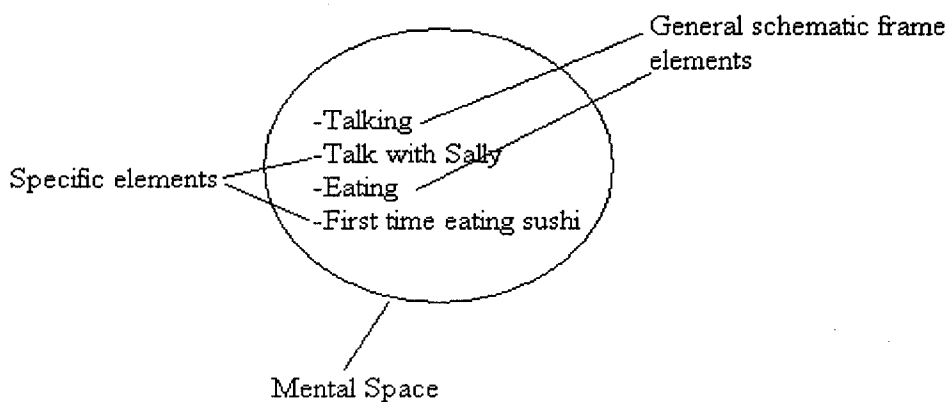 General schematic frame
elements
-Talking
-Talk with Sally
Specific elements
-Eating
-First time eating sushi
Mental Space